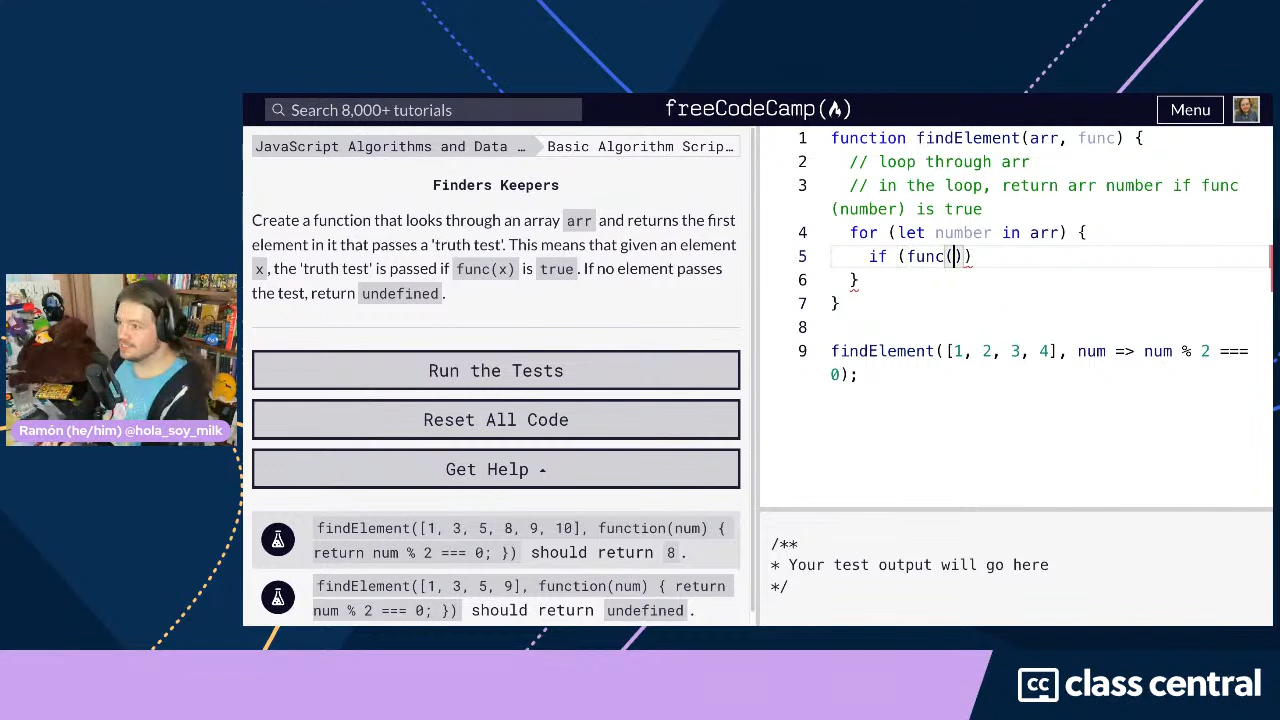 Search 8,000+ tutorials
freeCodeCamp
Menu
JavaScript Algorithms and Data …
Basic Algorithm Scrip…
Finders Keepers
Create a function that looks through an array arr and returns the first
element in it that passes a 'truth test'. This means that given an element
x, the 'truth test' is passed if func(x) is true. If no element passes
the test, return undefined.
Run the Tests
Reset All Code
Get Help
findElement([1, 3, 5, 8, 9, 10], function(num) {
return num % 2 === 0; }) should return 8.
findElement([1, 3, 5, 9], function(num) { return
num % 2 === 0; }) should return undefined.
1 function findElement(arr, func) {
2 // loop through arr
3 // in the loop, return arr number if func
(number) is true
4 for (let number in arr) {
5 if (func())
6 }
7 }
8
9 findElement([1, 2, 3, 4], num => num % 2 ===
0);
/**
* Your test output will go here
*/
Ramón (he/him) @hola_soy_milk
cc class central